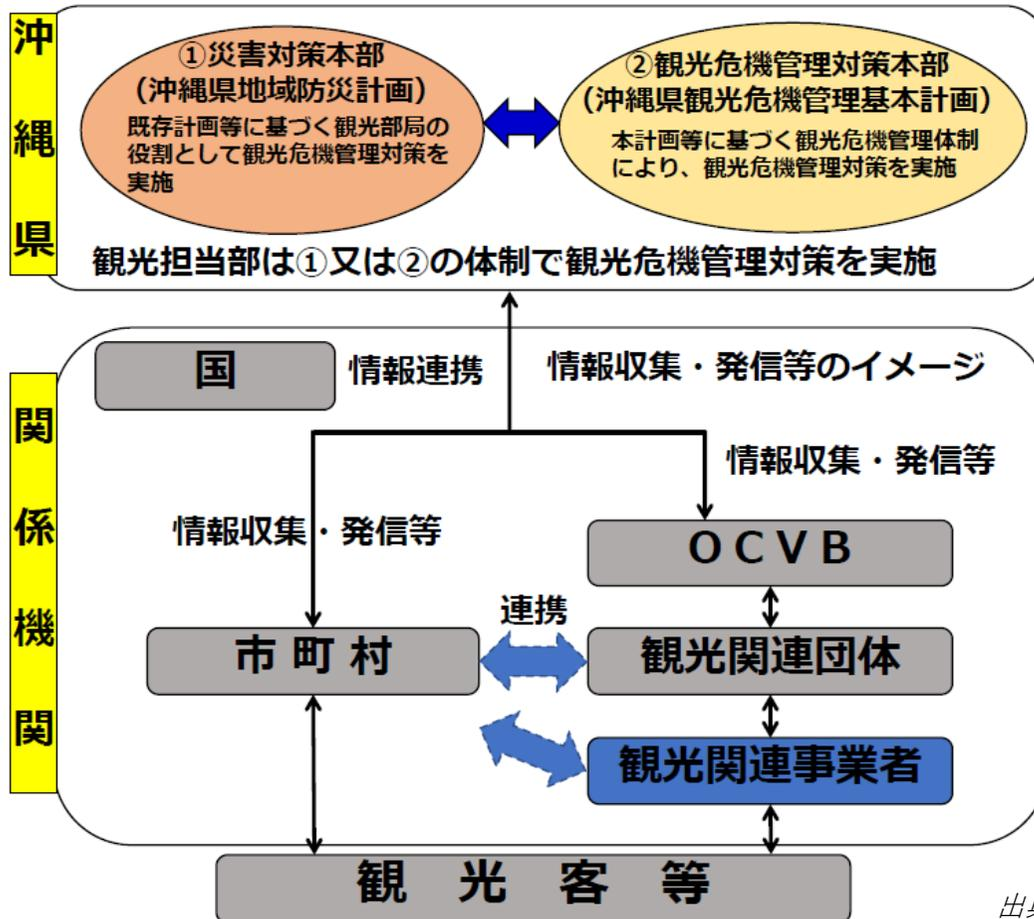 沖縄県
①災害対策本部
(沖縄県地域防災計画)
既存計画等に基づく観光部局の
役割として観光危機管理対策を
実施
②観光危機管理対策本部
(沖縄県観光危機管理基本計画)
本計画等に基づく観光危機管理体制
により、観光危機管理対策を実施
観光担当部は①又は②の体制で観光危機管理対策を実施
関係機関
国
情報連携
情報収集・発信等のイメージ
情報収集・発信等
情報収集・発信等
OCVB
連携
市町村
観光関連団体
観光関連事業者
観光客等